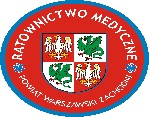 RATOWNICTWO MEDYCZNE
POWIAT WARSZAWSKI ZACHODNI